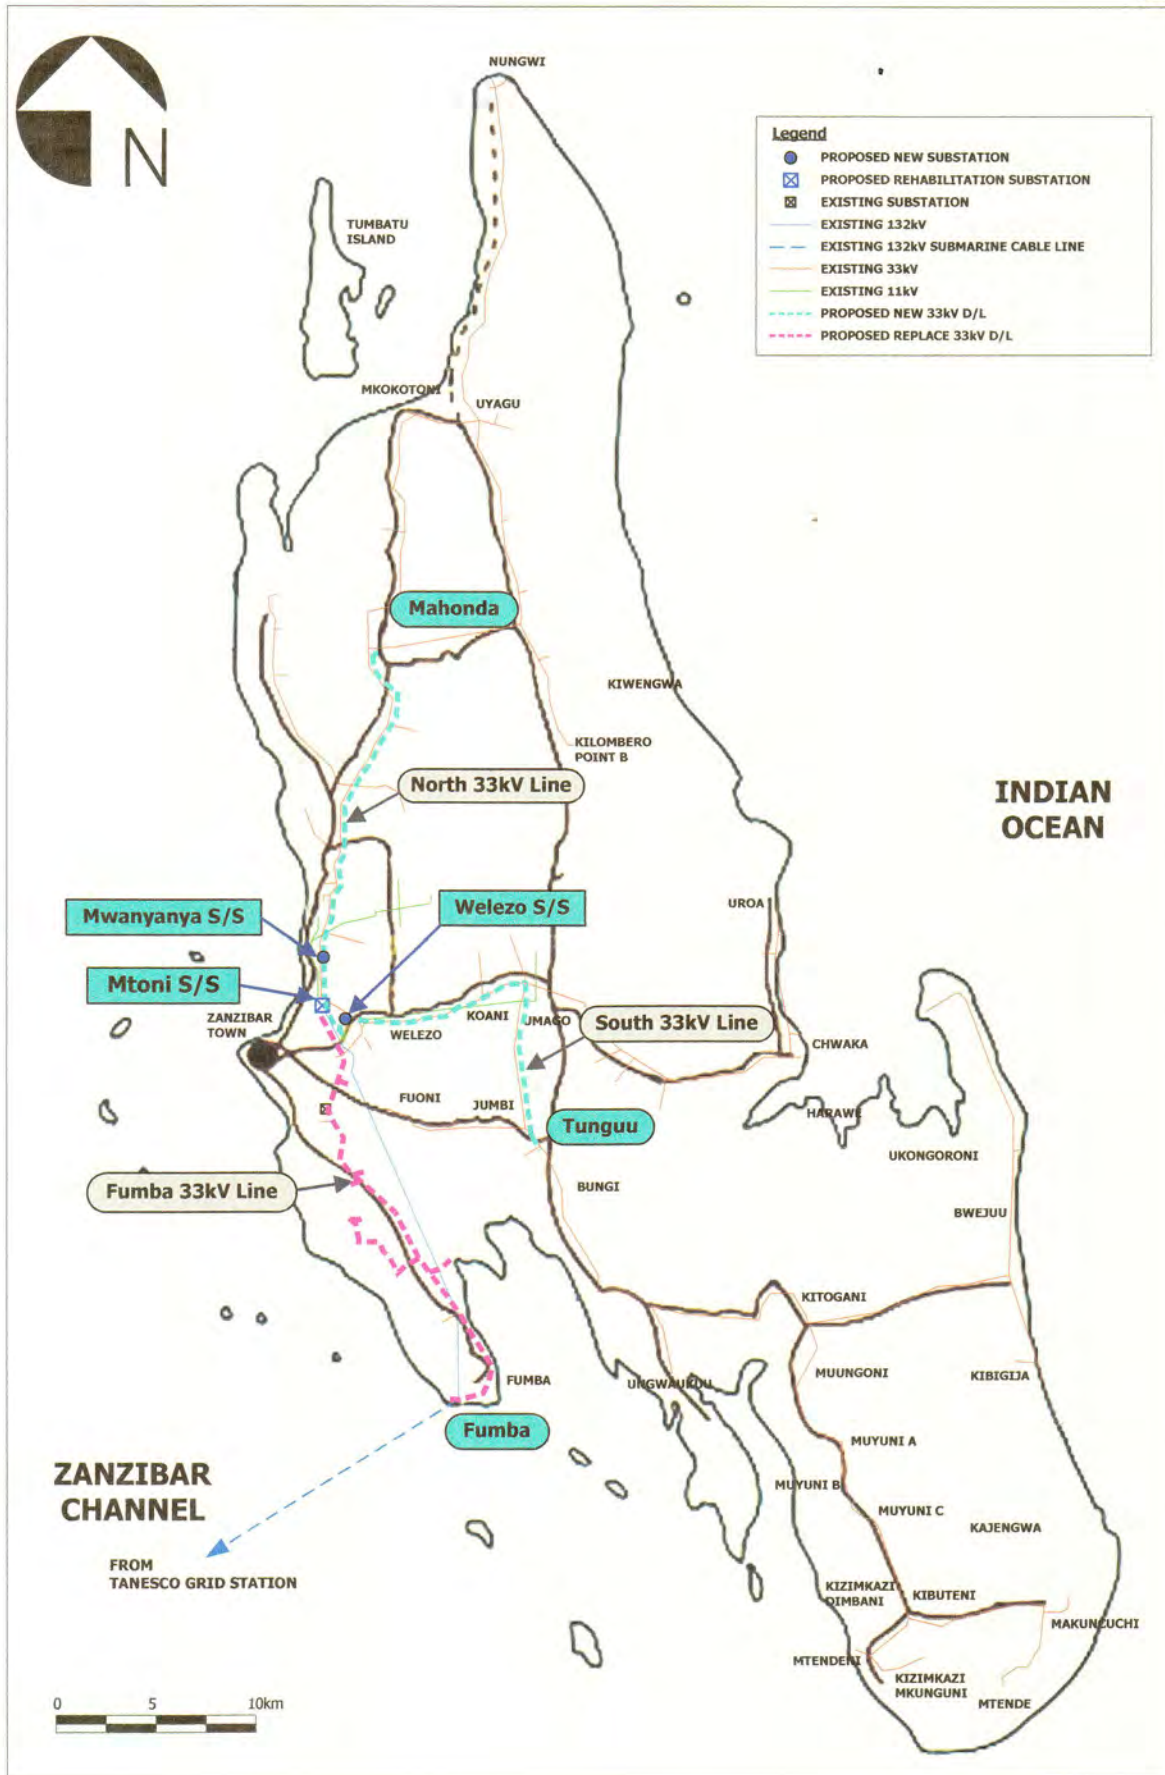 N
NUNGWI
Legend
PROPOSED NEW SUBSTATION
PROPOSED REHABILITATION SUBSTATION
EXISTING SUBSTATION
EXISTING 132kV
EXISTING 132kV SUBMARINE CABLE LINE
EXISTING 33kV
EXISTING 11kV
PROPOSED NEW 33kV D/L
PROPOSED REPLACE 33kV D/L
TUMBATU
ISLAND
MKOKOTONI
UYAGU
Mahonda
KIWENGWA
KILOMBERO
POINT B
North 33kV Line
INDIAN
OCEAN
Mwanyanya S/S
Welezo S/S
UROA
Mtoni S/S
ZANZIBAR
TOWN
WELEZO
KOANI
JMAGO
South 33kV Line
CHWAKA
FUONI
JUMBI
Tunguu
HARAWE
UKONGORONI
Fumba 33kV Line
BUNGI
BWEJUU
KITOGANI
MUUNGONI
KIBIGIJA
FUMBA
UNGWAUKUU
Fumba
MUYUNI A
ZANZIBAR
CHANNEL
MUYUNI B
MUYUNI C
KAJENGWA
FROM
TANESCO GRID STATION
KIZIMKAZI
DIMBANI
KIBUTENI
MAKUNCUCHI
MTENDENI
KIZIMKAZI
MKUNGUNI
MTENDE
0 5 10km